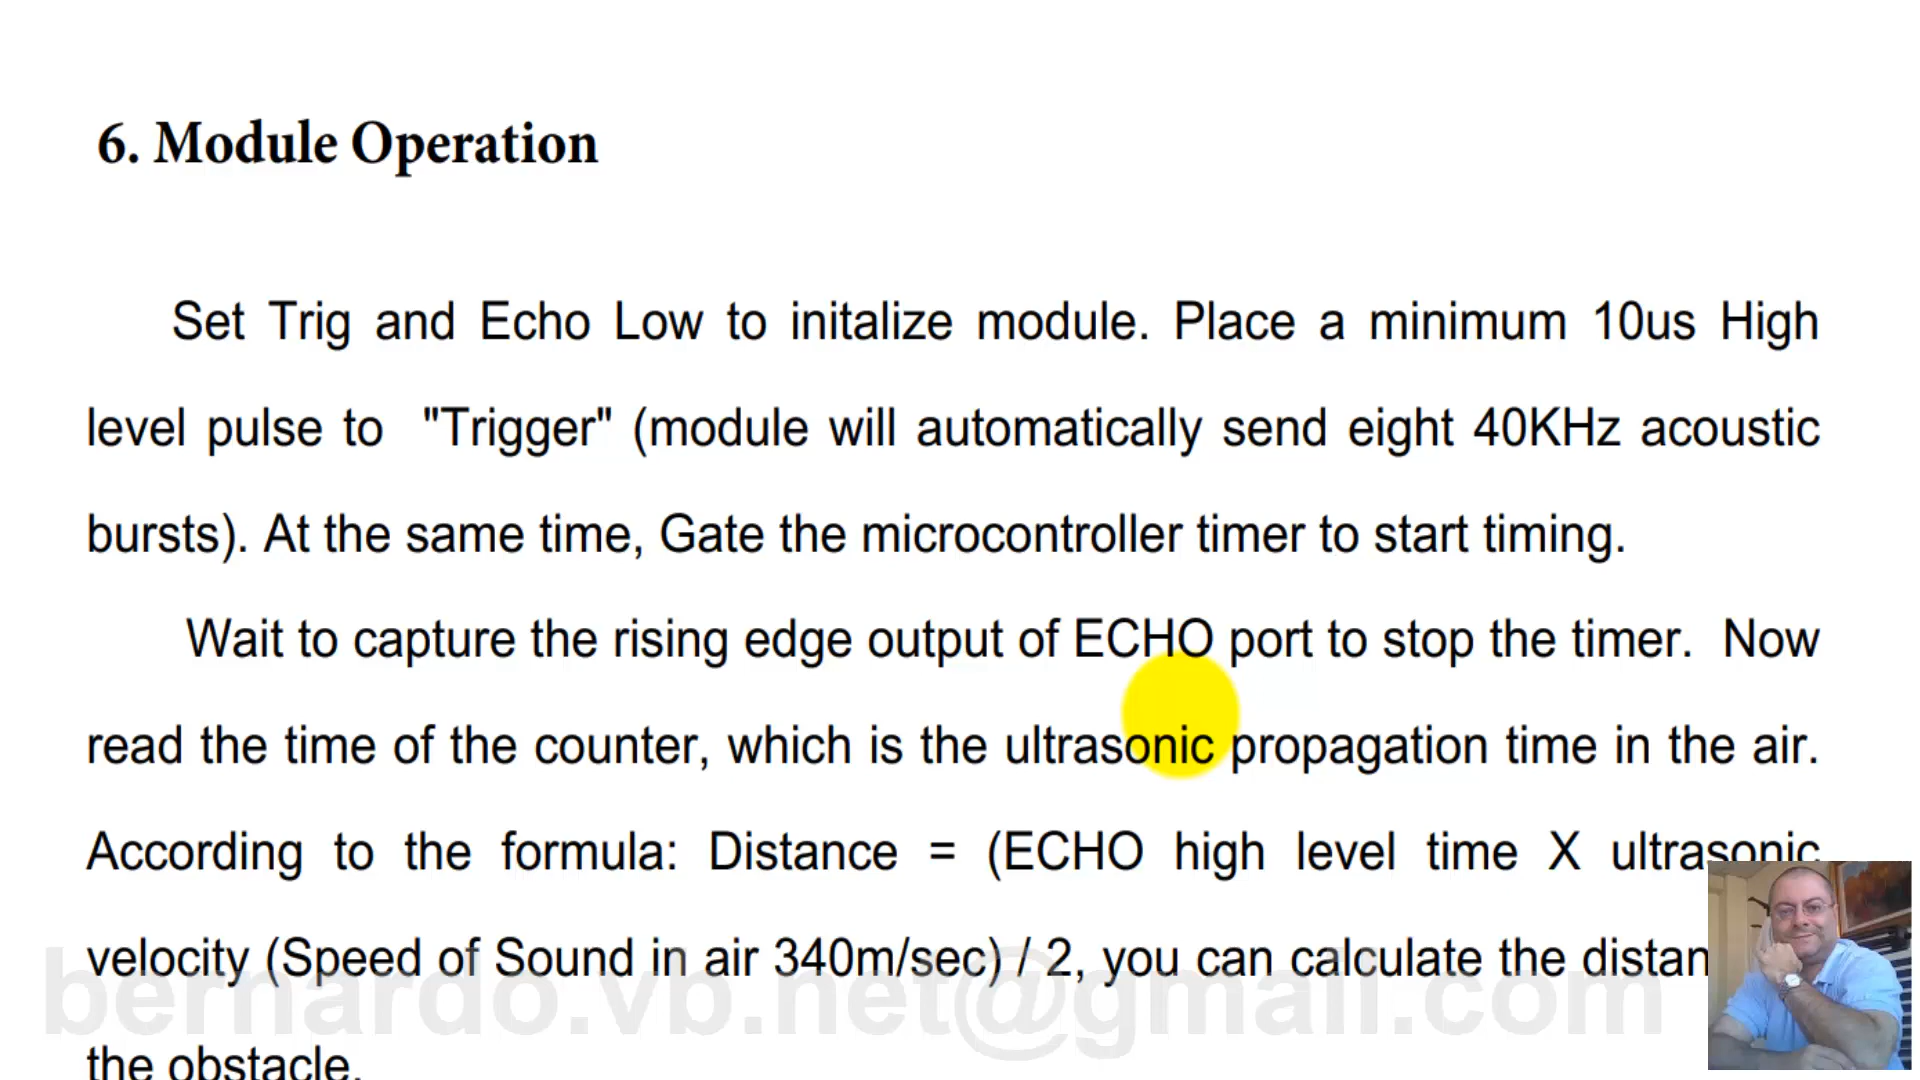 6. Module Operation
Set Trig and Echo Low to initalize module. Place a minimum 10us High
level pulse to "Trigger" (module will automatically send eight 40KHz acoustic
bursts). At the same time, Gate the microcontroller timer to start timing.
Wait to capture the rising edge output of ECHO port to stop the timer. Now
read the time of the counter, which is the ultrasonic propagation time in the air.
According to the formula: Distance = (ECHO high level time X ultrasonic
velocity (Speed of Sound in air 340m/sec) / 2, you can calculate the distan
bernardo.vb.net@gmail.com
the obstacle.